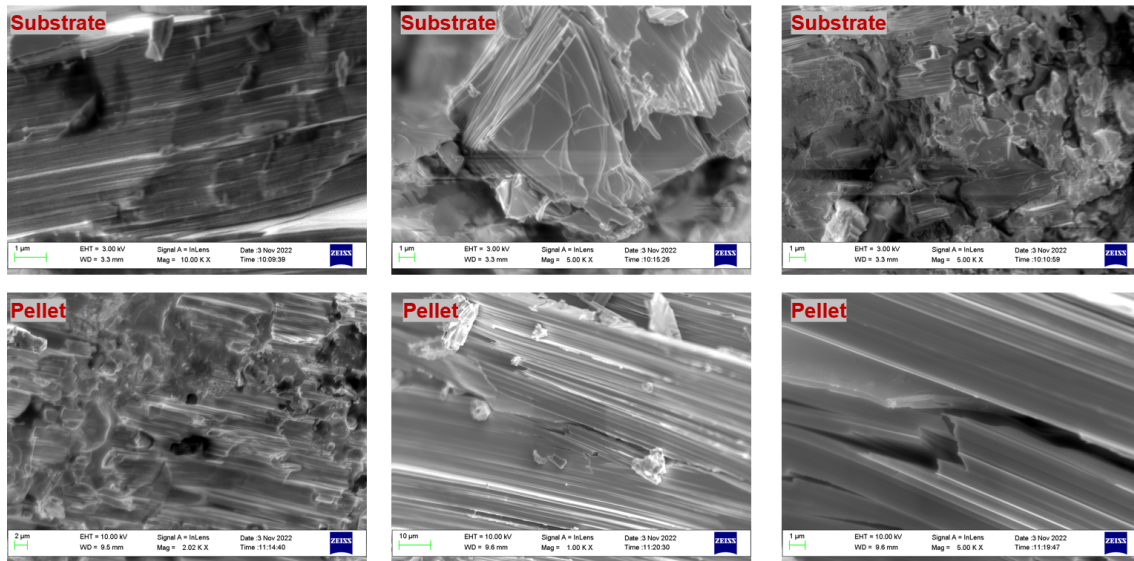 Substrate
1 µm
EHT = 3.00 kV Signal A = InLens Date :3 Nov 2022
WD = 3.3 mm Mag = 10.00 K X Time :10:09:39
ZEISS
Substrate
1 µm
EHT = 3.00 kV Signal A = InLens Date :3 Nov 2022
WD = 3.3 mm Mag = 5.00 K X Time :10:15:26
ZEISS
Substrate
1 µm
EHT = 3.00 kV Signal A = InLens Date :3 Nov 2022
WD = 3.3 mm Mag = 5.00 K X Time :10:10:59
ZEISS
Pellet
2 µm
EHT = 10.00 kV Signal A = InLens Date :3 Nov 2022
WD = 9.5 mm Mag = 2.02 K X Time :11:14:40
ZEISS
Pellet
10 µm
EHT = 10.00 kV Signal A = InLens Date :3 Nov 2022
WD = 9.6 mm Mag = 1.00 K X Time :11:20:30
ZEISS
Pellet
1 µm
EHT = 10.00 kV Signal A = InLens Date :3 Nov 2022
WD = 9.6 mm Mag = 5.00 K X Time :11:19:47
ZEISS